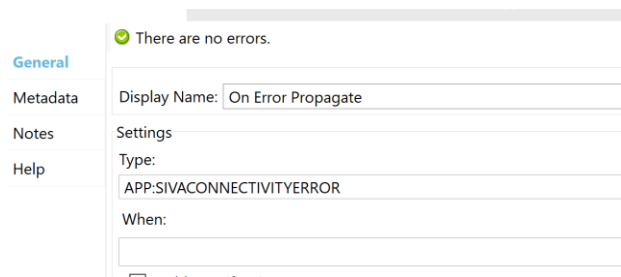 There are no errors.
General
Metadata
Display Name: On Error Propagate
Notes
Settings
Type:
Help
APP:SIVACONNECTIVITYERROR
When: